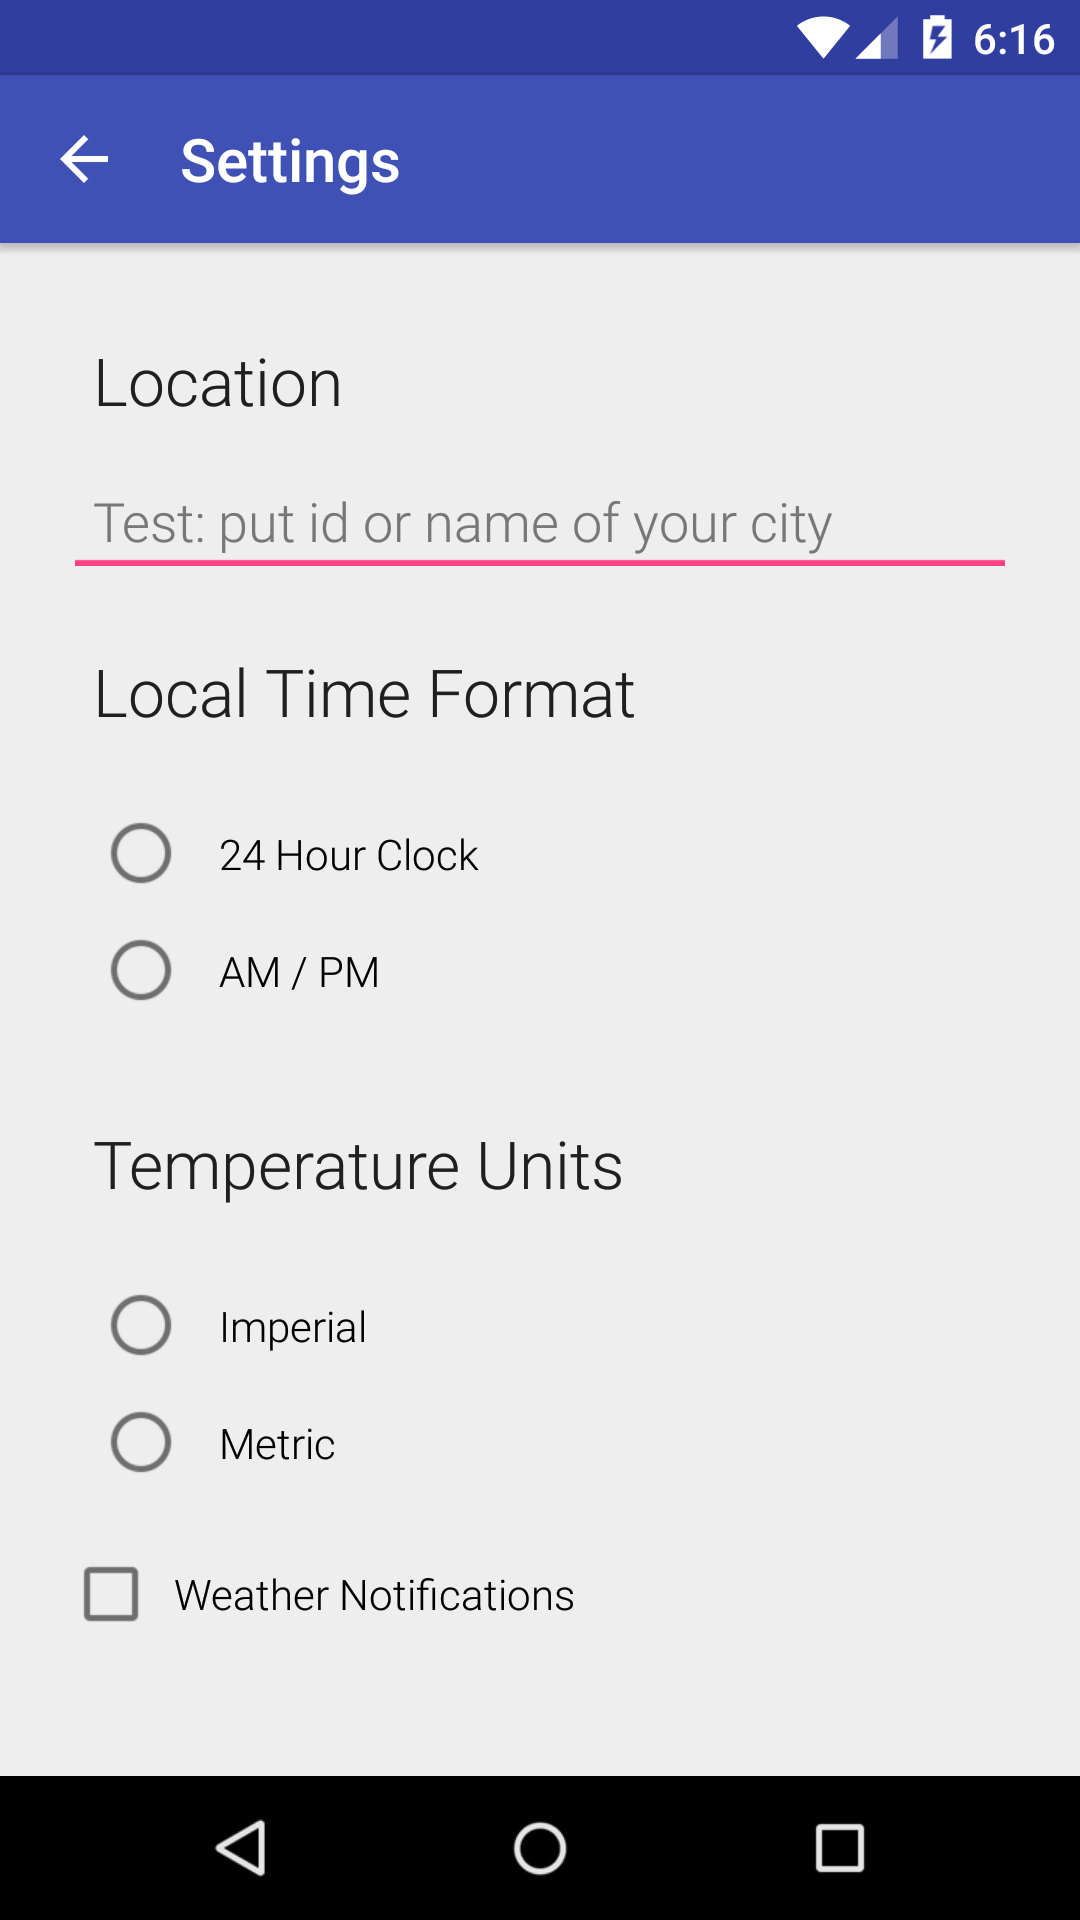 6:16
Settings
Location
Test: put id or name of your city
Local Time Format
24 Hour Clock
AM / PM
Temperature Units
Imperial
Metric
Weather Notifications